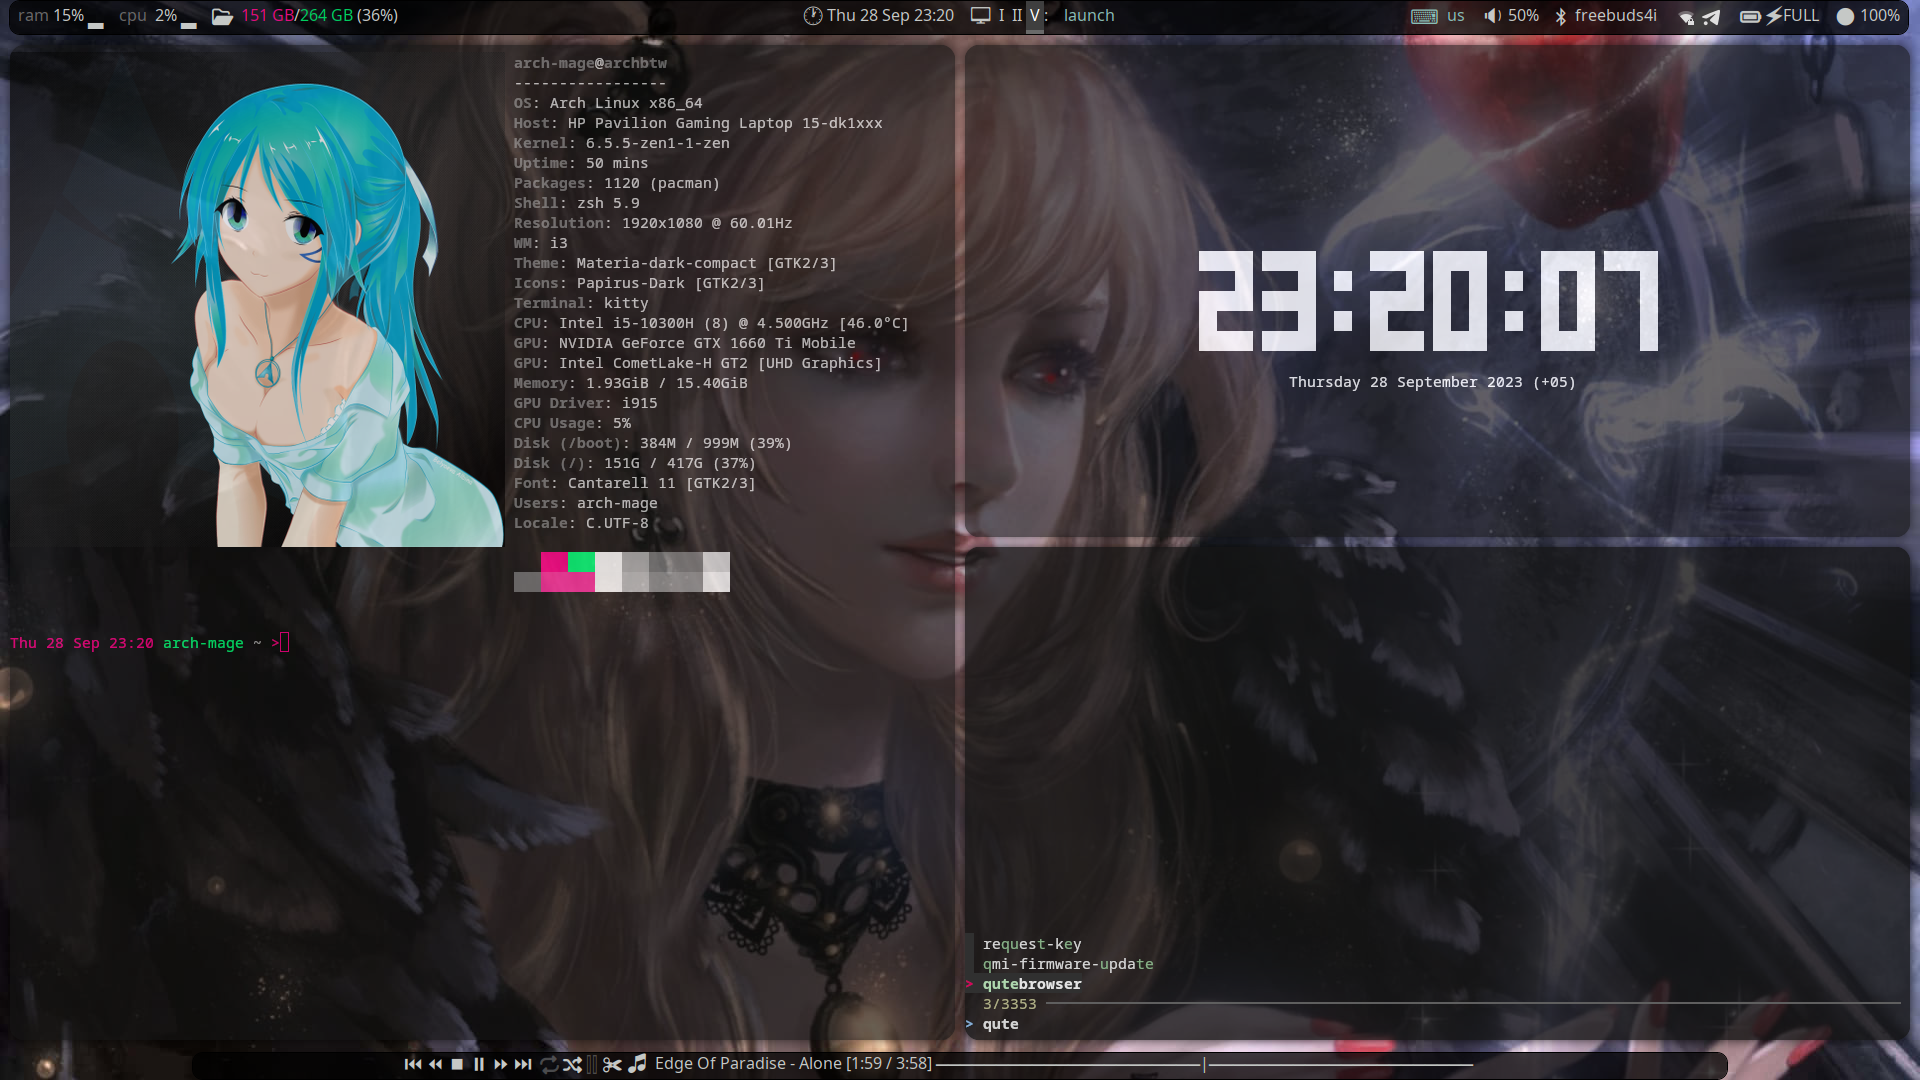 ram 15% cpu 2% 151 GB/264 GB (36%) Thu 28 Sep 23:20 I II V : launch us 50% freebuds4i FULL 100%
arch-mage@archbtw
-----------------
OS: Arch Linux x86_64
Host: HP Pavilion Gaming Laptop 15-dk1xxx
Kernel: 6.5.5-zen1-1-zen
Uptime: 50 mins
Packages: 1120 (pacman)
Shell: zsh 5.9
Resolution: 1920x1080 @ 60.01Hz
WM: i3
Theme: Materia-dark-compact [GTK2/3]
Icons: Papirus-Dark [GTK2/3]
Terminal: kitty
CPU: Intel i5-10300H (8) @ 4.500GHz [46.0°C]
GPU: NVIDIA GeForce GTX 1660 Ti Mobile
GPU: Intel CometLake-H GT2 [UHD Graphics]
Memory: 1.93GiB / 15.40GiB
GPU Driver: i915
CPU Usage: 5%
Disk (/boot): 384M / 999M (39%)
Disk (/): 151G / 417G (37%)
Font: Cantarell 11 [GTK2/3]
Users: arch-mage
Locale: C.UTF-8
Thu 28 Sep 23:20 arch-mage ~ >
23:20:07
Thursday 28 September 2023 (+05)
request-key
qmi-firmware-update
> qutebrowser
3/3353
> qute
Edge Of Paradise - Alone [1:59 / 3:58]